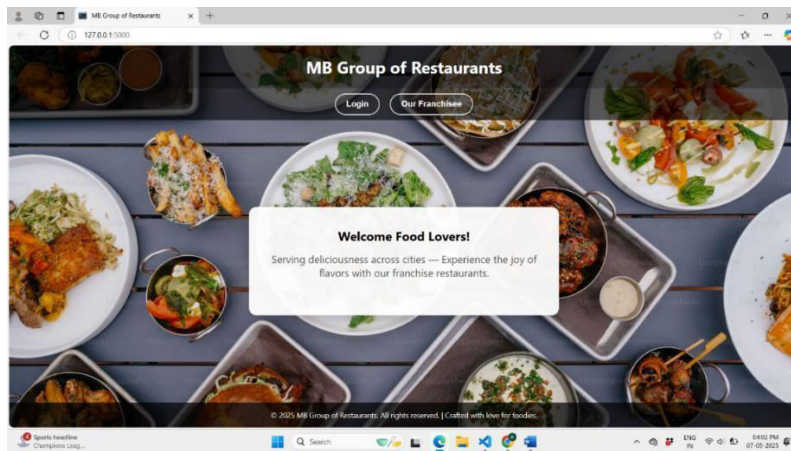 MB Group of Restaurants
127.0.0.1:5000
MB Group of Restaurants
Login
Our Franchisee
Welcome Food Lovers!
Serving deliciousness across cities — Experience the joy of
flavors with our franchise restaurants.
© 2025 MB Group of Restaurants. All rights reserved. | Crafted with love for foodies.
Sports headline
Champions Leag...
Search
ENG
IN
04:02 PM
07-05-2025